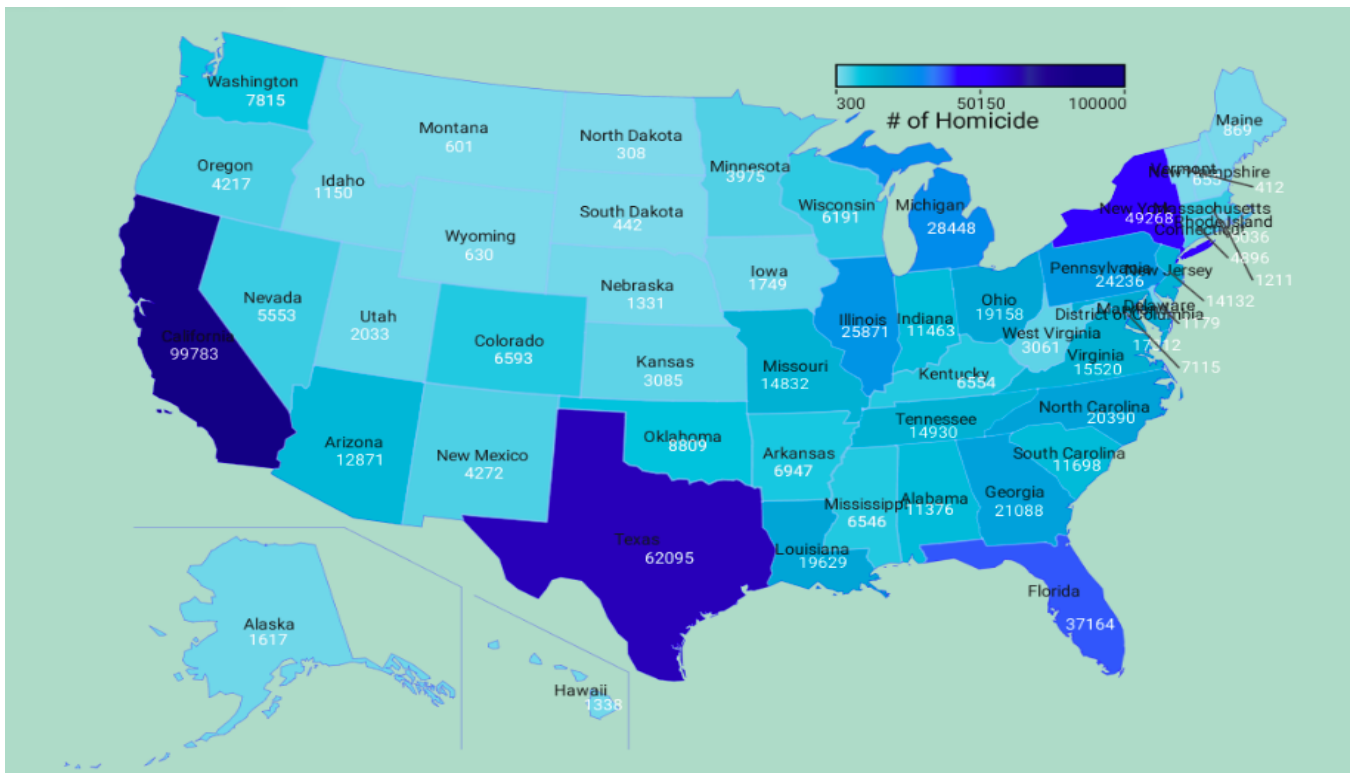 Washington
7815
Montana
601
North Dakota
308
Minnesota
3975
300 50150 100000
# of Homicide
Maine
869
Oregon
4217
Idaho
1150
South Dakota
442
Wisconsin
6191
Michigan
28448
Vermont
New Hampshire
655
412
New York
49268
Massachusetts
Rhode Island
Connecticut
4896
1211
Wyoming
630
Nebraska
1331
Iowa
1749
Pennsylvania
24236
New Jersey
14132
Nevada
5553
Utah
2033
Colorado
6593
Kansas
3085
Illinois
25871
Indiana
11463
Ohio
19158
Delaware
1179
District of Columbia
7115
West Virginia
3061
Virginia
15520
California
99783
Missouri
14832
Kentucky
6554
Arizona
12871
New Mexico
4272
Oklahoma
8809
Arkansas
6947
Tennessee
14930
North Carolina
20390
South Carolina
11698
Mississippi
6546
Alabama
11376
Georgia
21088
Texas
62095
Louisiana
19629
Florida
37164
Alaska
1617
Hawaii
1338